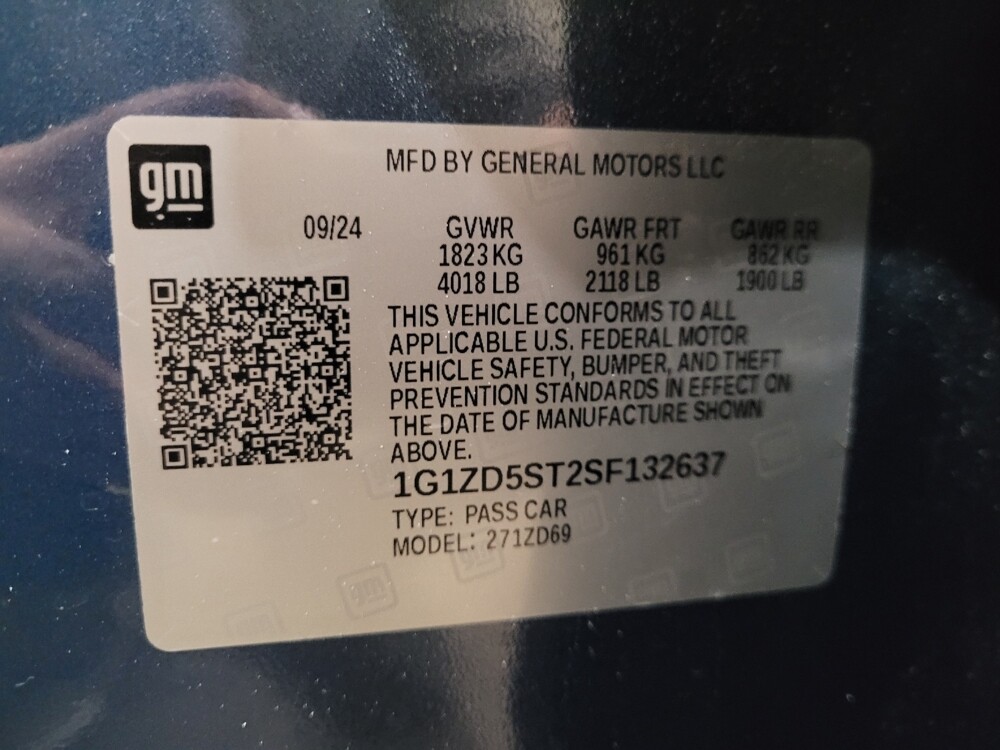 gm
MFD BY GENERAL MOTORS LLC
09/24 GVWR GAWR FRT GAWR RR
1823 KG 961 KG 862 KG
4018 LB 2118 LB 1900 LB
THIS VEHICLE CONFORMS TO ALL
APPLICABLE U.S. FEDERAL MOTOR
VEHICLE SAFETY, BUMPER, AND THEFT
PREVENTION STANDARDS IN EFFECT ON
THE DATE OF MANUFACTURE SHOWN
ABOVE.
1G1ZD5ST2SF132637
TYPE: PASS CAR
MODEL: 271ZD69
gm
gm